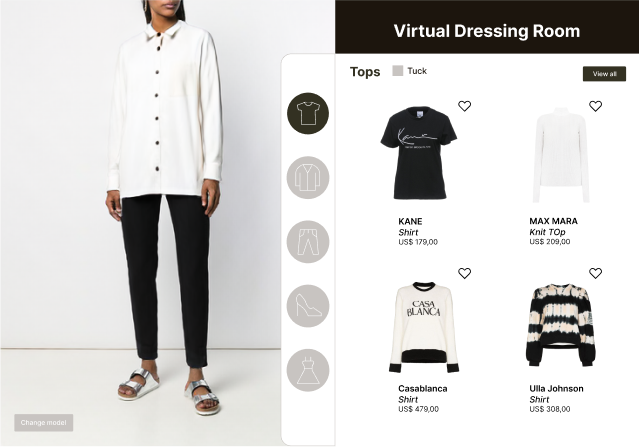 Virtual Dressing Room
Tops
Tuck
View all
Kane
KANE
Shirt
US$ 179,00
MAX MARA
Knit TOp
US$ 209,00
CASA
BLANCA
Casablanca
Shirt
US$ 479,00
Ulla Johnson
Shirt
US$ 308,00
Change model